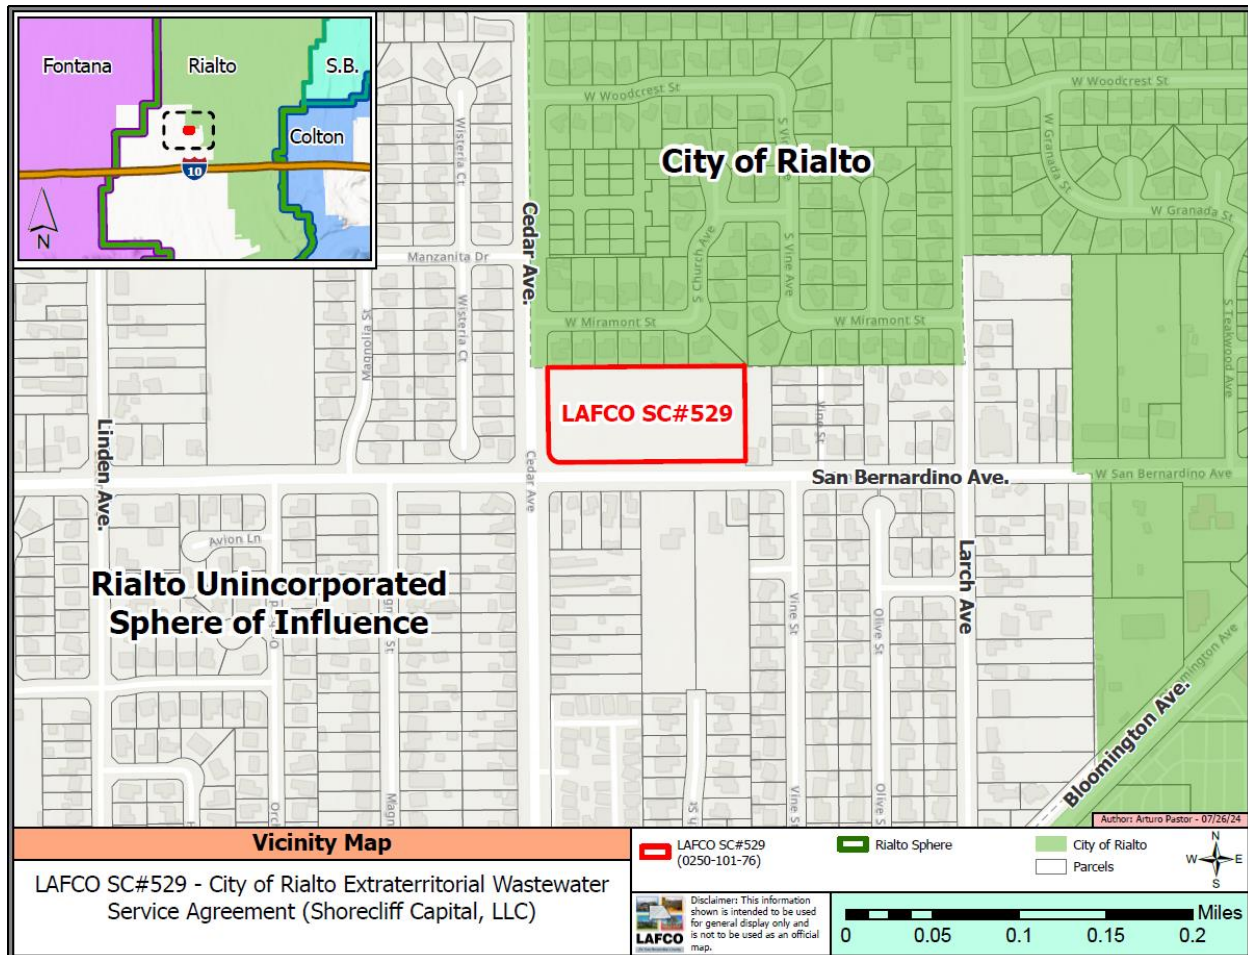 Fontana
Rialto
S.B.
Colton
10
N
W Woodcrest St
W Woodcrest St
Wisteria Ct
City of Rialto
W Granada St
W Granada St
Cedar Ave.
S Church Ave
S Vine Ave
Manzanita Dr
Wisteria Ct
Magnolia St
W Miramont St
W Miramont St
S Teakwood Ave
LAFCO SC#529
Vine St
Linden Ave.
Cedar Ave
San Bernardino Ave.
W San Bernardino Ave
Avion Ln
Larch Ave
Rialto Unincorporated
Sphere of Influence
Vine St
Olive St
Bloomington Ave.
Vine St
Author: Arturo Pastor - 07/26/24
Vicinity Map
LAFCO SC#529 - City of Rialto Extraterritorial Wastewater
Service Agreement (Shorecliff Capital, LLC)
LAFCO SC#529
(0250-101-76)
Rialto Sphere
City of Rialto
Parcels
N
W
E
S
LAFCO
Disclaimer: This information
shown is intended to be used
for general display only and
is not to be used as an official
map.
Miles
0
0.05
0.1
0.15
0.2